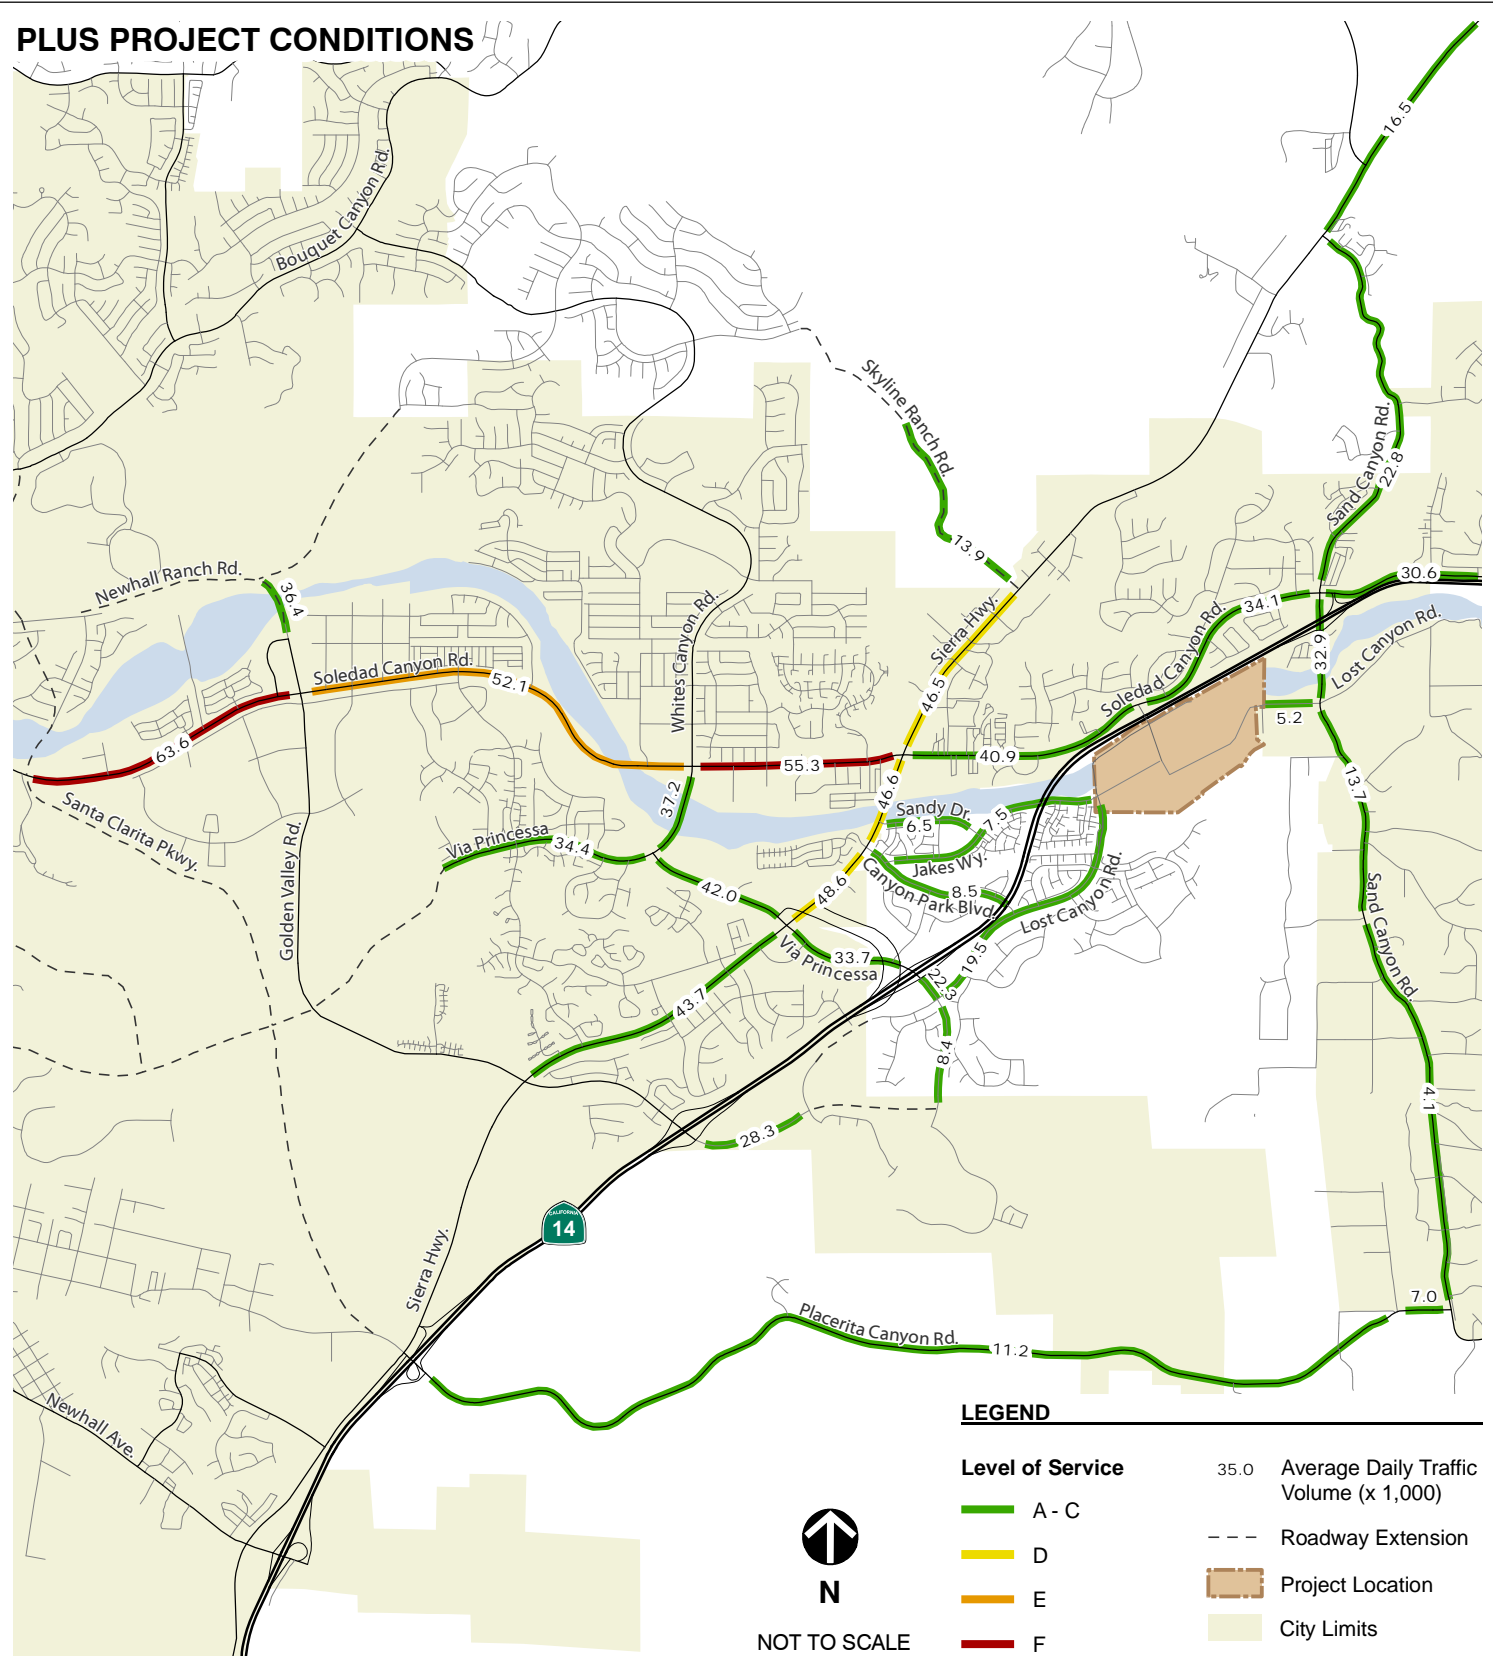 PLUS PROJECT CONDITIONS
16.5
Bouquet Canyon Rd.
Skyline Ranch Rd.
Sand Canyon Rd.
22.8
13.9
Newhall Ranch Rd.
36.4
30.6
Sierra Hwy.
34.1
Whites Canyon Rd.
Soledad Canyon Rd.
32.9
Lost Canyon Rd.
Soledad Canyon Rd.
52.1
46.5
5.2
63.6
55.3
40.9
13.7
Santa Clarita Pkwy.
37.2
46.6
Sandy Dr.
6.5
7.5
Via Princessa
34.4
Jakes Wy.
Golden Valley Rd.
42.0
48.6
Canyon Park Blvd.
8.5
Lost Canyon Rd.
Sand Canyon Rd.
Via Princessa
33.7
19.5
22.3
43.7
8.4
4.1
28.3
CALIFORNIA
14
Sierra Hwy.
7.0
Placerita Canyon Rd.
11.2
Newhall Ave.
LEGEND
Level of Service
A - C
D
E
F
35.0 Average Daily Traffic
Volume (x 1,000)
Roadway Extension
Project Location
City Limits
N
NOT TO SCALE